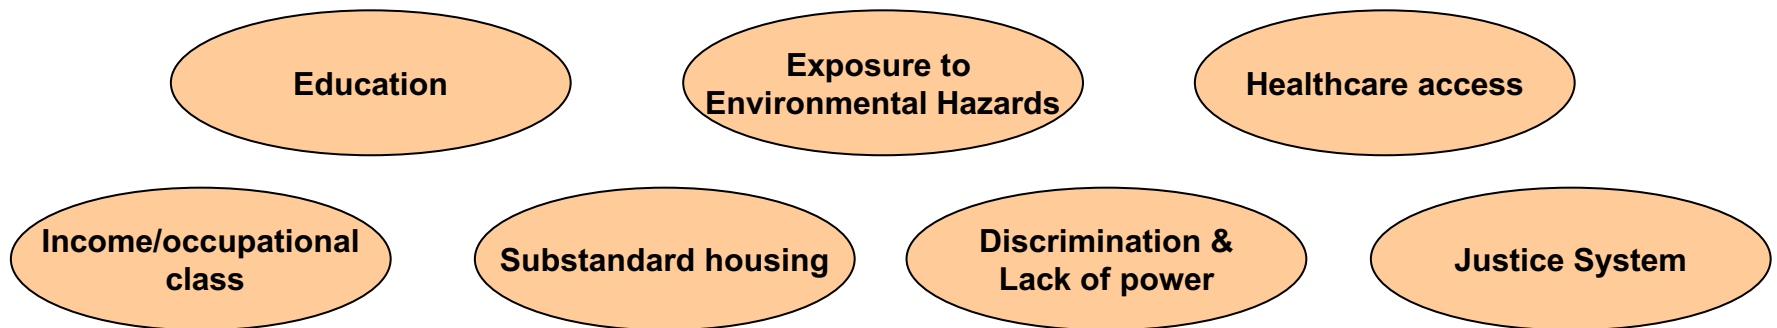 Education
Exposure to
Environmental Hazards
Healthcare access
Income/occupational
class
Substandard housing
Discrimination &
Lack of power
Justice System